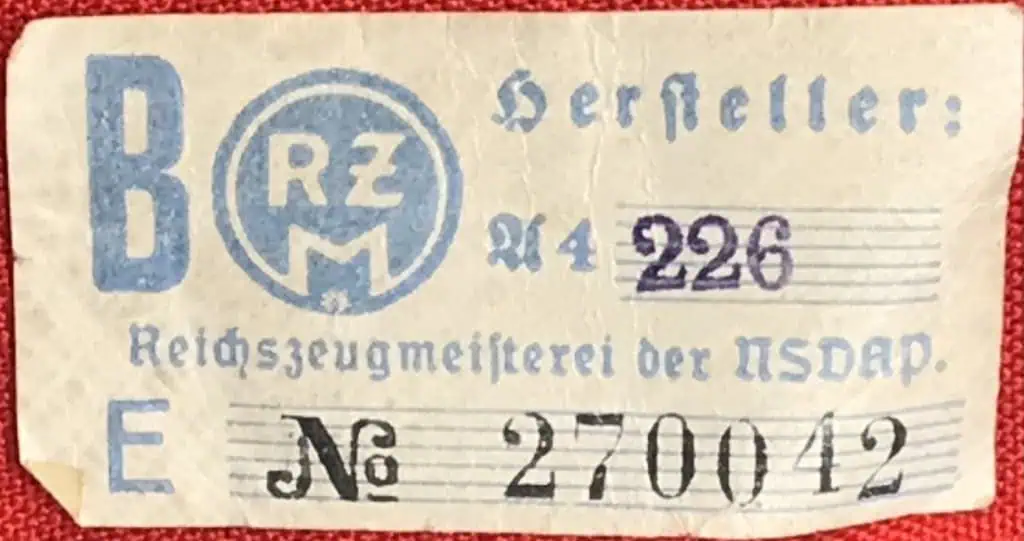 B RZM Hersteller:
A4 226
Reichszeugmeisterei der NSDAP.
E No 270042